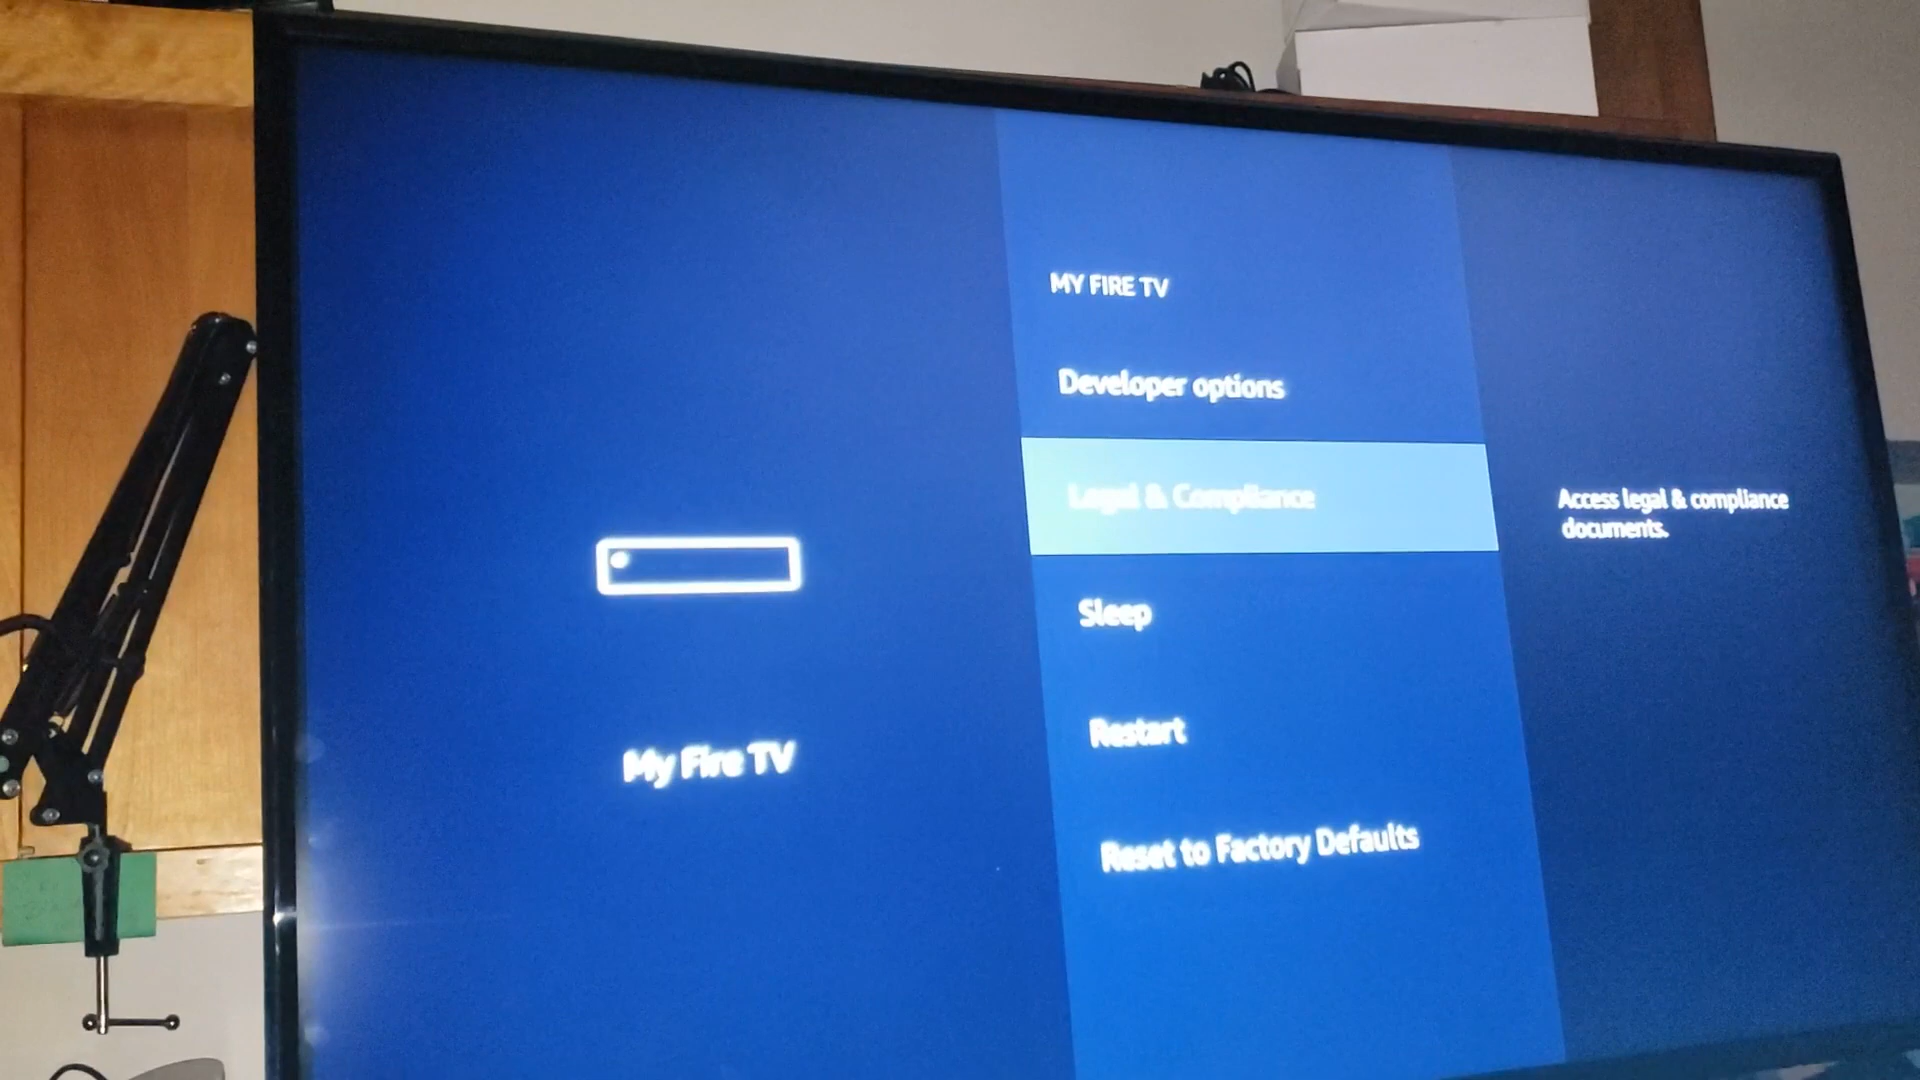 MY FIRE TV
Developer options
Legal & Compliance
Sleep
Restart
Reset to Factory Defaults
My Fire TV
Access legal & compliance
documents.